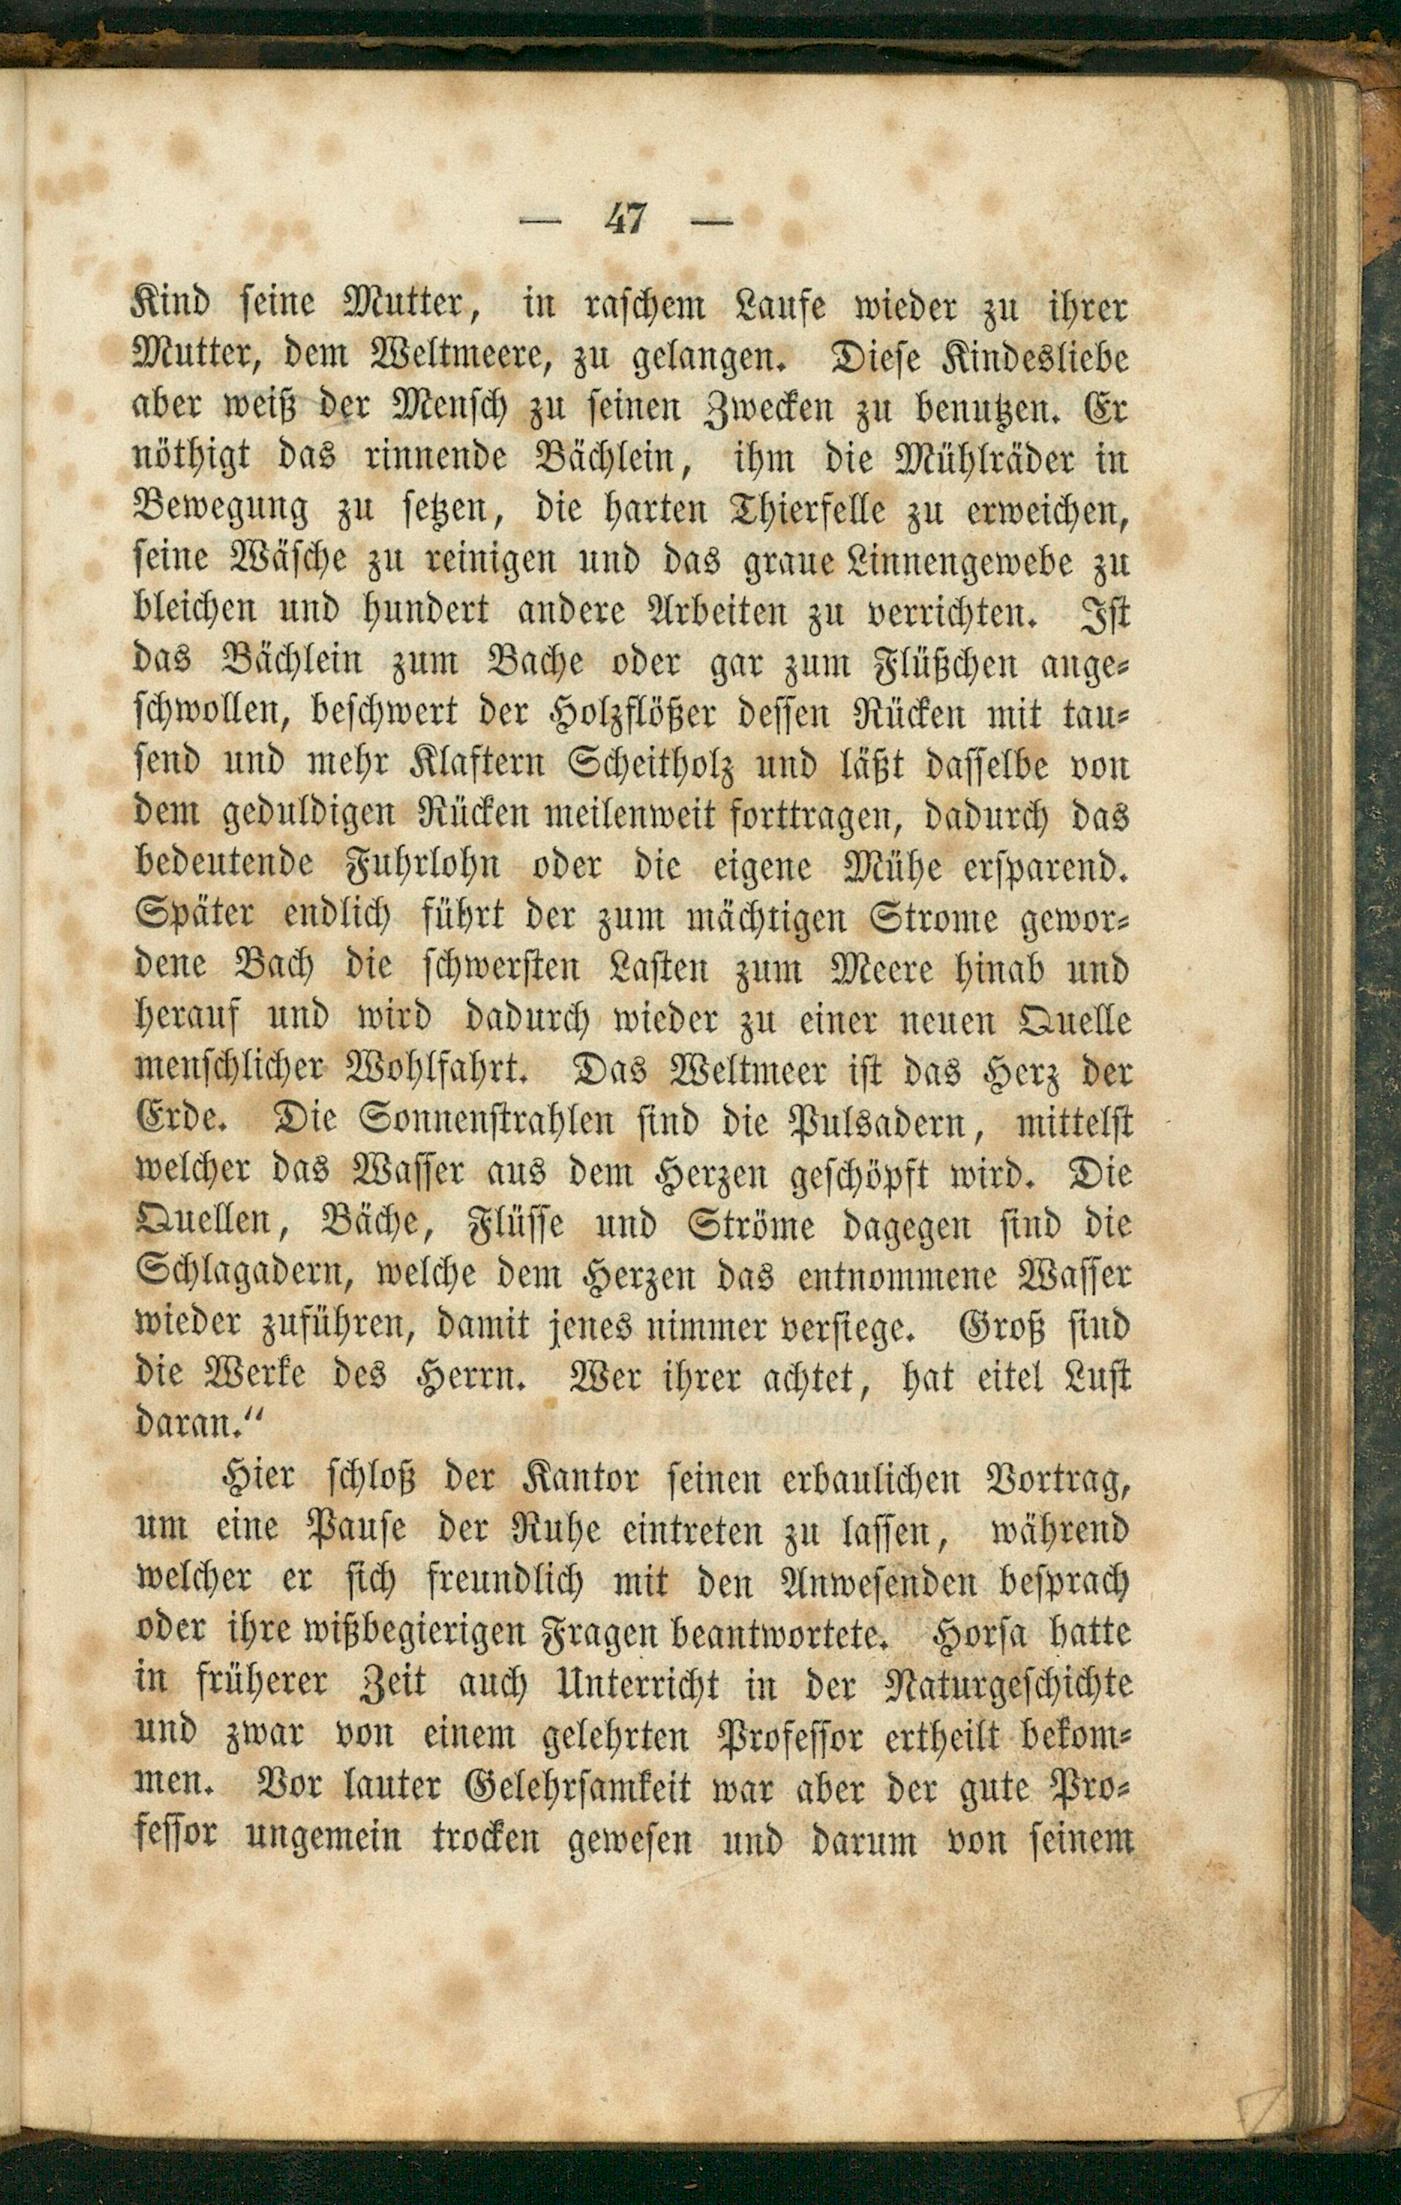 — 47 —
Kind seine Mutter, in raschem Laufe wieder zu ihrer
Mutter, dem Weltmeere, zu gelangen. Diese Kindesliebe
aber weiß der Mensch zu seinen Zwecken zu benutzen. Er
nöthigt das rinnende Bächlein, ihm die Mühlräder in
Bewegung zu setzen, die harten Thierfelle zu erweichen,
seine Wäsche zu reinigen und das graue Linnengewebe zu
bleichen und hundert andere Arbeiten zu verrichten. Ist
das Bächlein zum Bache oder gar zum Flüßchen ange-
schwollen, beschwert der Holzflößer dessen Rücken mit tau-
send und mehr Klaftern Scheitholz und läßt dasselbe von
dem geduldigen Rücken meilenweit forttragen, dadurch das
bedeutende Fuhrlohn oder die eigene Mühe ersparend.
Später endlich führt der zum mächtigen Strome gewor-
dene Bach die schwersten Lasten zum Meere hinab und
herauf und wird dadurch wieder zu einer neuen Quelle
menschlicher Wohlfahrt. Das Weltmeer ist das Herz der
Erde. Die Sonnenstrahlen sind die Pulsadern, mittelst
welcher das Wasser aus dem Herzen geschöpft wird. Die
Quellen, Bäche, Flüsse und Ströme dagegen sind die
Schlagadern, welche dem Herzen das entnommene Wasser
wieder zuführen, damit jenes nimmer versiege. Groß sind
die Werke des Herrn. Wer ihrer achtet, hat eitel Lust
daran.“
Hier schloß der Kantor seinen erbaulichen Vortrag,
um eine Pause der Ruhe eintreten zu lassen, während
welcher er sich freundlich mit den Anwesenden besprach
oder ihre wißbegierigen Fragen beantwortete. Horsa hatte
in früherer Zeit auch Unterricht in der Naturgeschichte
und zwar von einem gelehrten Professor ertheilt bekom-
men. Vor lauter Gelehrsamkeit war aber der gute Pro-
fessor ungemein trocken gewesen und darum von seinem